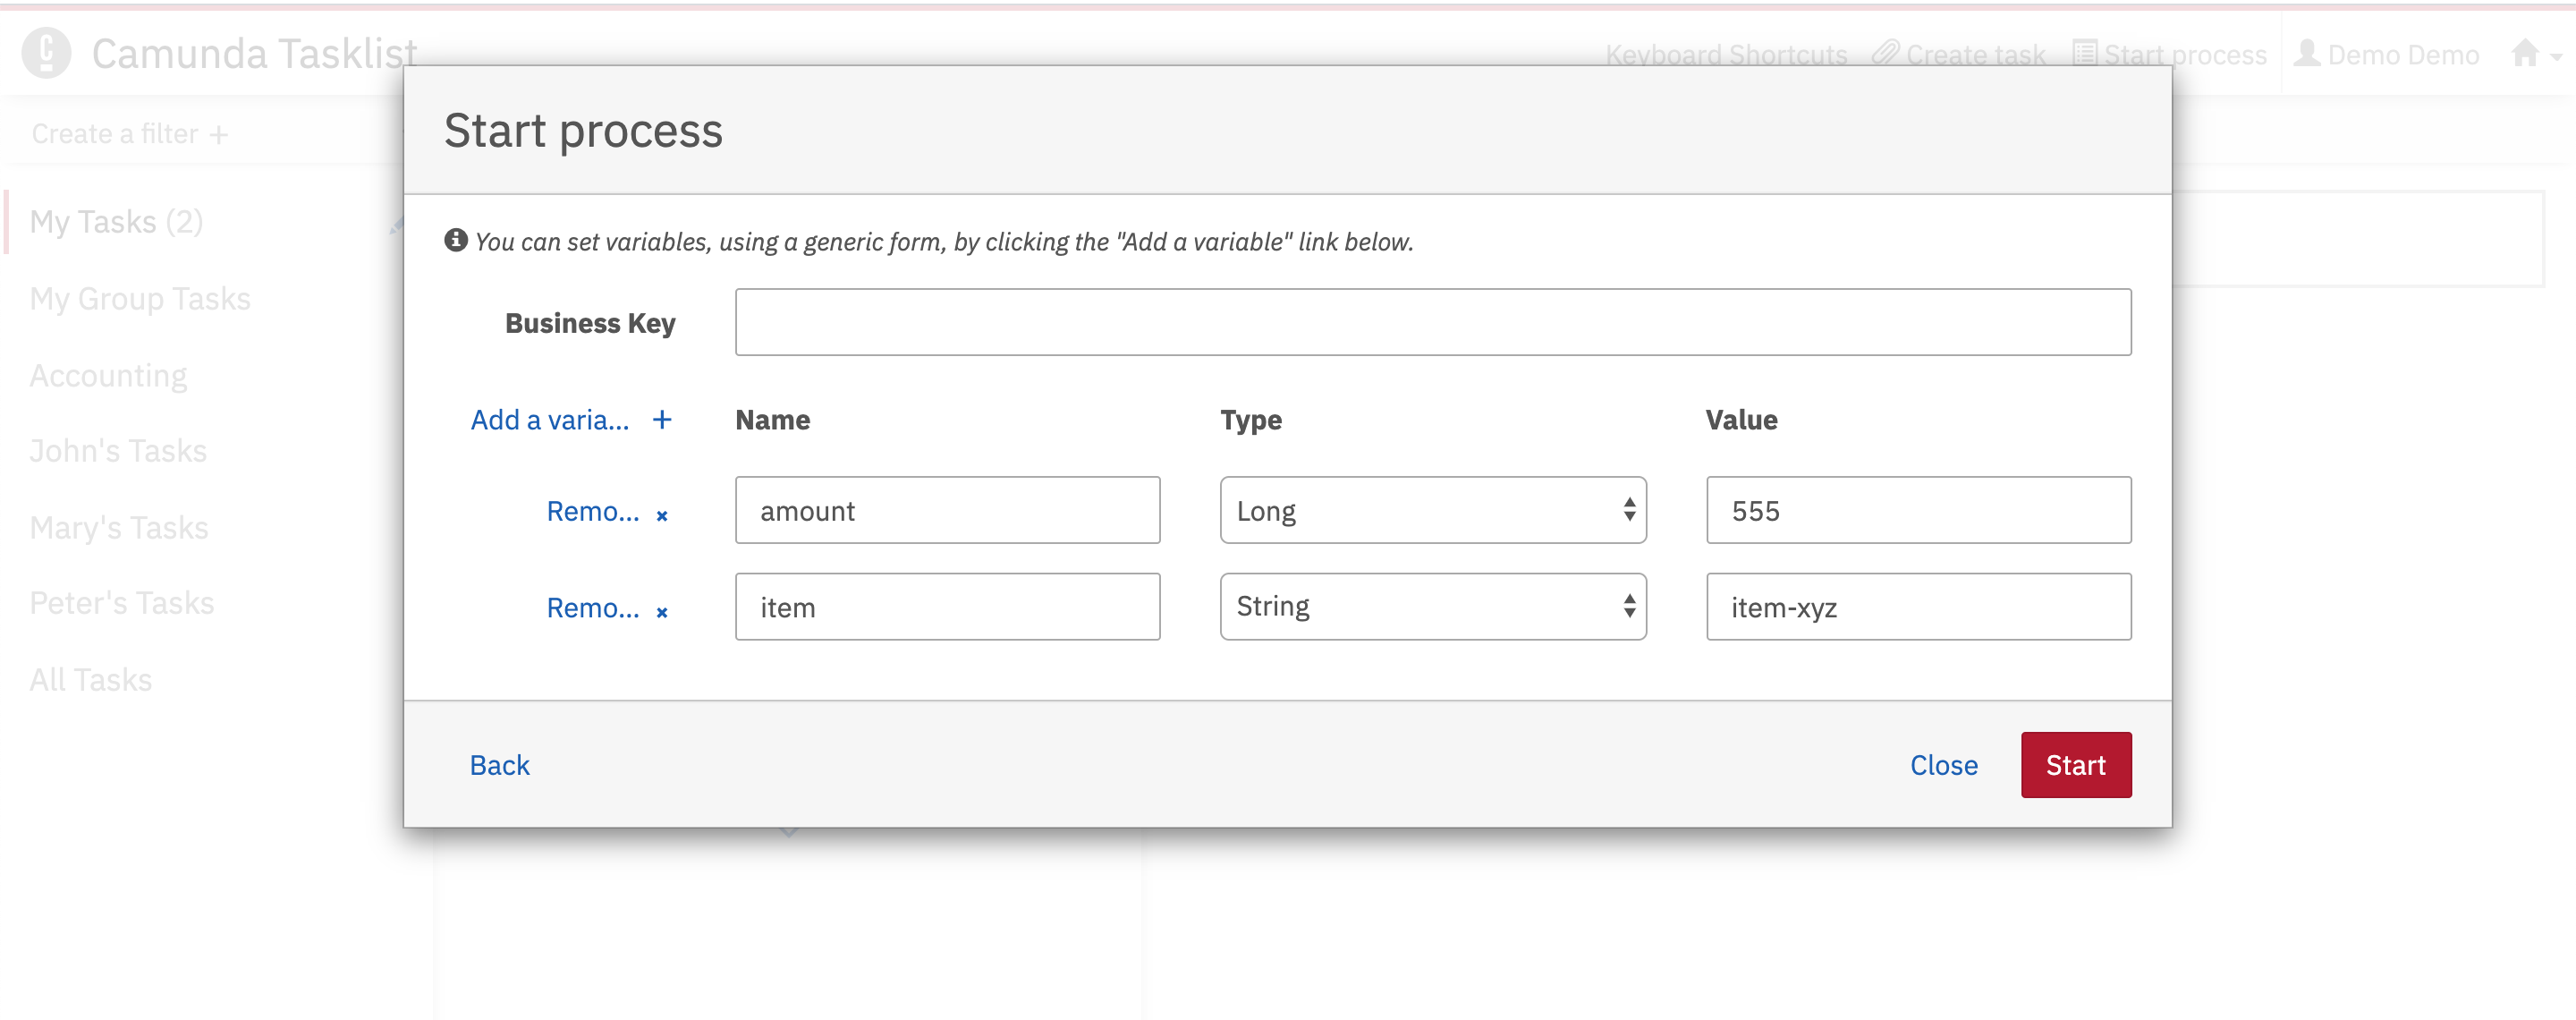 Camunda Tasklist
Keyboard Shortcuts Create task Start process Demo Demo
Create a filter +
My Tasks (2)
My Group Tasks
Accounting
John's Tasks
Mary's Tasks
Peter's Tasks
All Tasks
Start process
You can set variables, using a generic form, by clicking the "Add a variable" link below.
Business Key
Add a varia... + Name Type Value
Remo... × amount Long 555
Remo... × item String item-xyz
Back Close Start